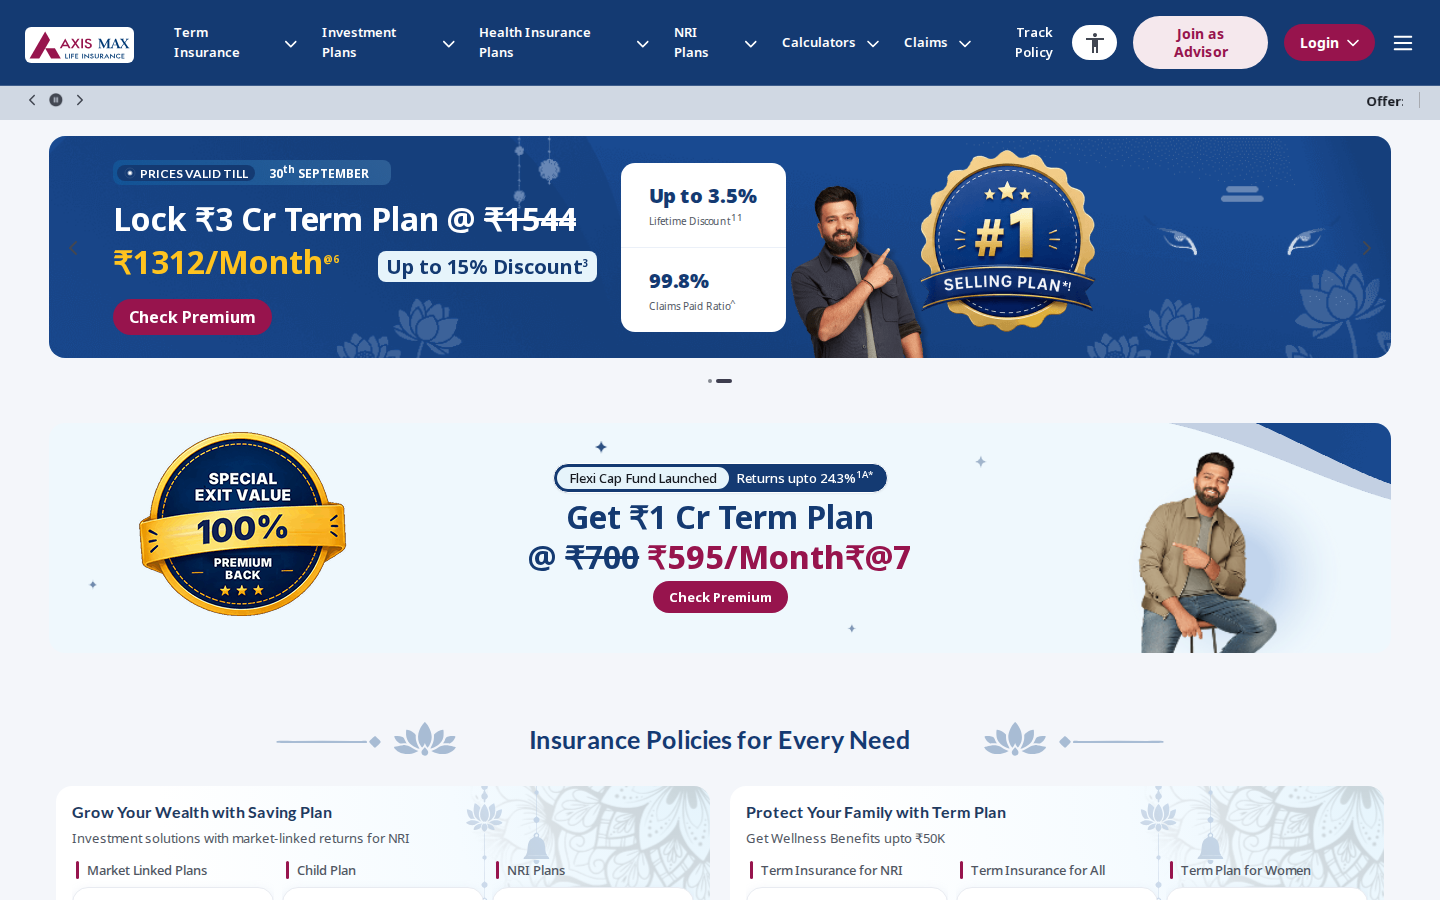 AXIS MAX
LIFE INSURANCE
Term Insurance
Investment Plans
Health Insurance Plans
NRI Plans
Calculators
Claims
Track Policy
Join as Advisor
Login
Offer:
PRICES VALID TILL 30th SEPTEMBER
Lock ₹3 Cr Term Plan @ ₹1544
₹1312/Month@6
Up to 15% Discount3
Check Premium
Up to 3.5%
Lifetime Discount11
99.8%
Claims Paid Ratio^
#1
SELLING PLAN*!
SPECIAL
EXIT VALUE
100%
PREMIUM
BACK
Flexi Cap Fund Launched Returns upto 24.3%1A*
Get ₹1 Cr Term Plan
@ ₹700 ₹595/Month₹@7
Check Premium
Insurance Policies for Every Need
Grow Your Wealth with Saving Plan
Investment solutions with market-linked returns for NRI
Market Linked Plans
Child Plan
NRI Plans
Protect Your Family with Term Plan
Get Wellness Benefits upto ₹50K
Term Insurance for NRI
Term Insurance for All
Term Plan for Women